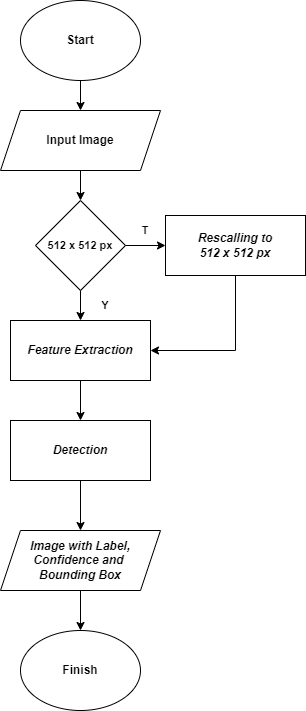 Start
Input Image
512 x 512 px
T
Rescalling to
512 x 512 px
Y
Feature Extraction
Detection
Image with Label,
Confidence and
Bounding Box
Finish